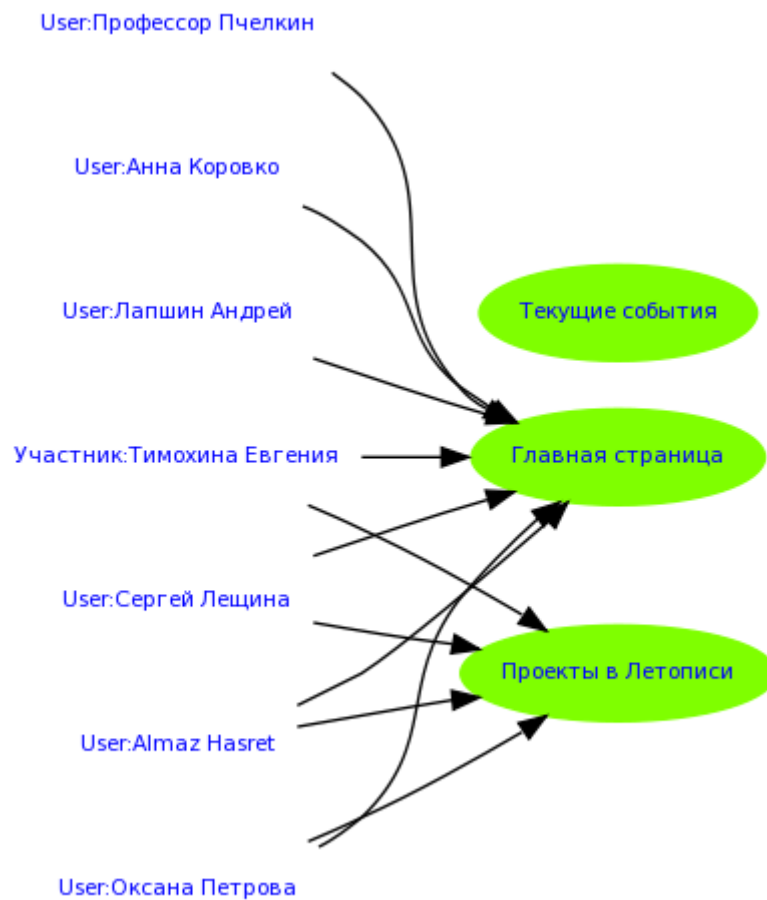 User:Профессор Пчелкин
User:Анна Коровко
User:Лапшин Андрей
Текущие события
Участник:Тимохина Евгения
Главная страница
User:Сергей Лещина
Проекты в Летописи
User:Almaz Hasret
User:Оксана Петрова